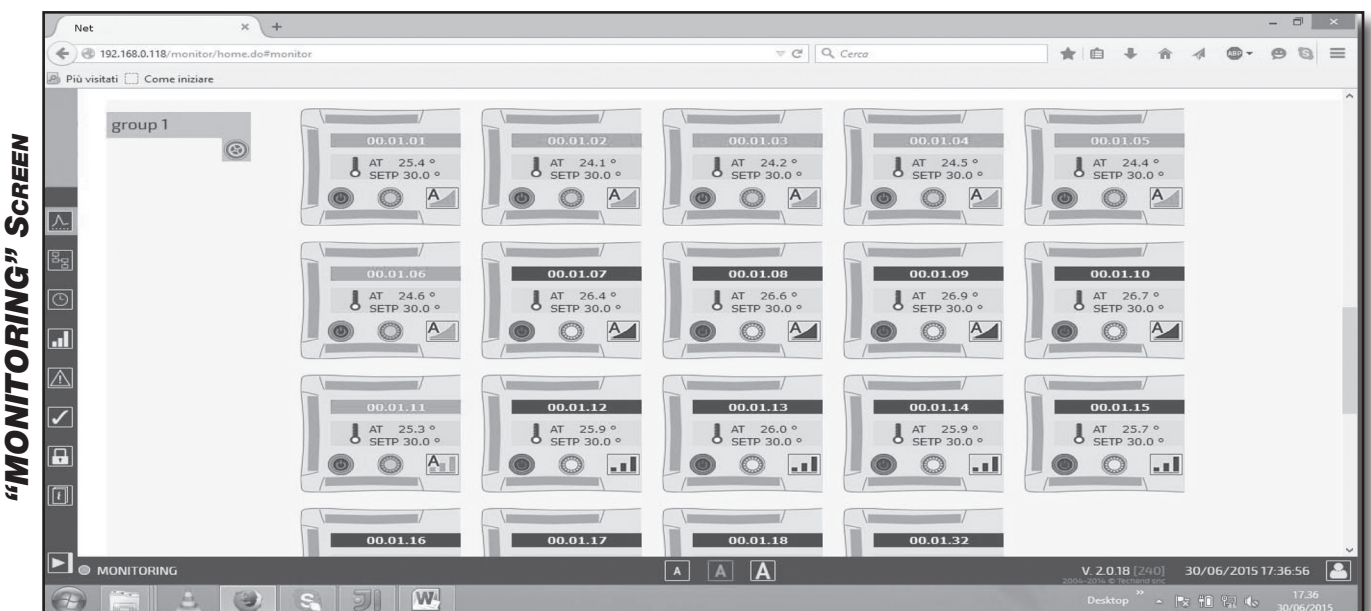 “MONITORING” SCREEN
Net
192.168.0.118/monitor/home.do#monitor
Cerca
ABP
Più visitati Come iniziare
group 1
00.01.01
AT 25.4 °
SETP 30.0 °
A
00.01.02
AT 24.1 °
SETP 30.0 °
A
00.01.03
AT 24.2 °
SETP 30.0 °
A
00.01.04
AT 24.5 °
SETP 30.0 °
A
00.01.05
AT 24.4 °
SETP 30.0 °
A
00.01.06
AT 24.6 °
SETP 30.0 °
A
00.01.07
AT 26.4 °
SETP 30.0 °
A
00.01.08
AT 26.6 °
SETP 30.0 °
A
00.01.09
AT 26.9 °
SETP 30.0 °
A
00.01.10
AT 26.7 °
SETP 30.0 °
A
00.01.11
AT 25.3 °
SETP 30.0 °
A
00.01.12
AT 25.9 °
SETP 30.0 °
00.01.13
AT 26.0 °
SETP 30.0 °
00.01.14
AT 25.9 °
SETP 30.0 °
00.01.15
AT 25.7 °
SETP 30.0 °
00.01.16
00.01.17
00.01.18
00.01.32
MONITORING
A A A
V. 2.0.18 [240]
2004-2014 © Tecnand snc
30/06/2015 17:36:56
Desktop
17.36
30/06/2015